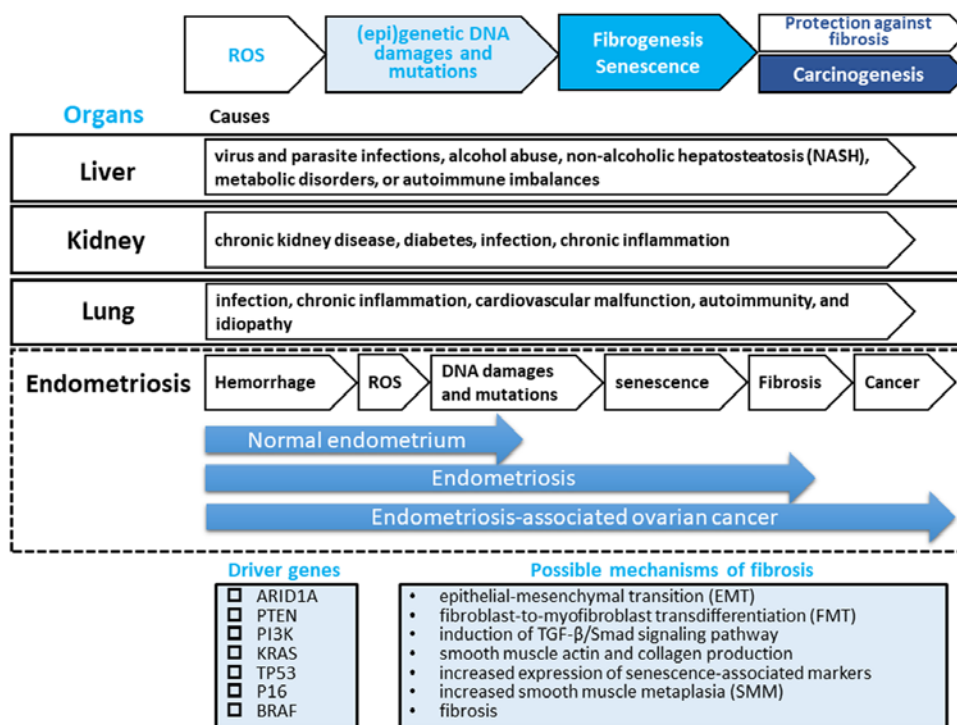 ROS
(epi)genetic DNA
damages and
mutations
Fibrogenesis
Senescence
Protection against
fibrosis
Carcinogenesis
Organs
Causes
Liver
virus and parasite infections, alcohol abuse, non-alcoholic hepatosteatosis (NASH),
metabolic disorders, or autoimmune imbalances
Kidney
chronic kidney disease, diabetes, infection, chronic inflammation
Lung
infection, chronic inflammation, cardiovascular malfunction, autoimmunity, and
idiopathy
Endometriosis
Hemorrhage
ROS
DNA damages
and mutations
senescence
Fibrosis
Cancer
Normal endometrium
Endometriosis
Endometriosis-associated ovarian cancer
Driver genes
ARID1A
PTEN
PI3K
KRAS
TP53
P16
BRAF
Possible mechanisms of fibrosis
• epithelial-mesenchymal transition (EMT)
• fibroblast-to-myofibroblast transdifferentiation (FMT)
• induction of TGF-β/Smad signaling pathway
• smooth muscle actin and collagen production
• increased expression of senescence-associated markers
• increased smooth muscle metaplasia (SMM)
• fibrosis